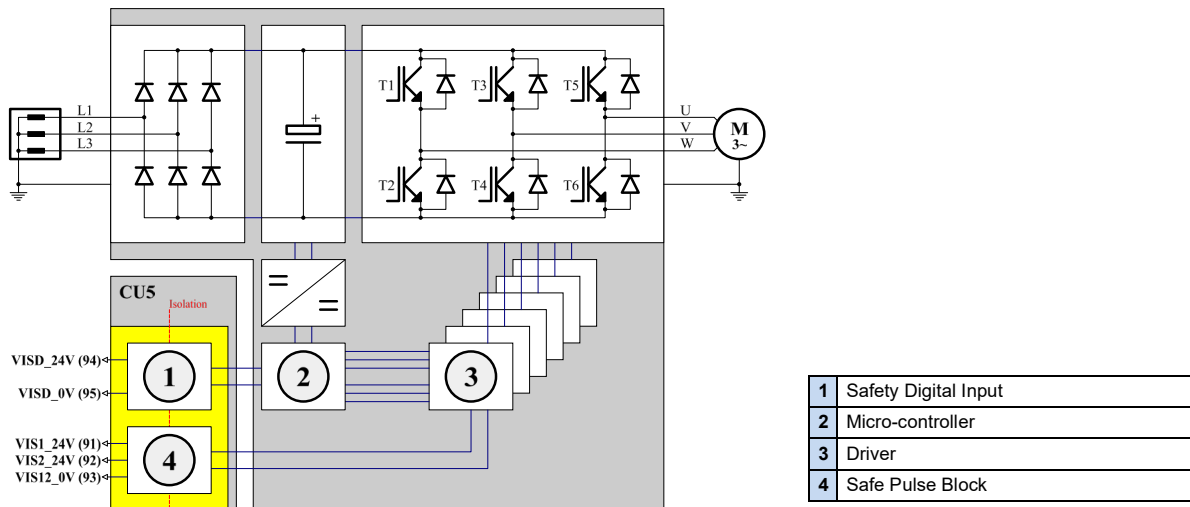 T1
T3
T5
L1
L2
L3
+
U
V
W
M
3~
T2
T4
T6
CU5
Isolation
VISD_24V (94)
VISD_0V (95)
1
2
3
VIS1_24V (91)
VIS2_24V (92)
VIS12_0V (93)
4
1 Safety Digital Input
2 Micro-controller
3 Driver
4 Safe Pulse Block